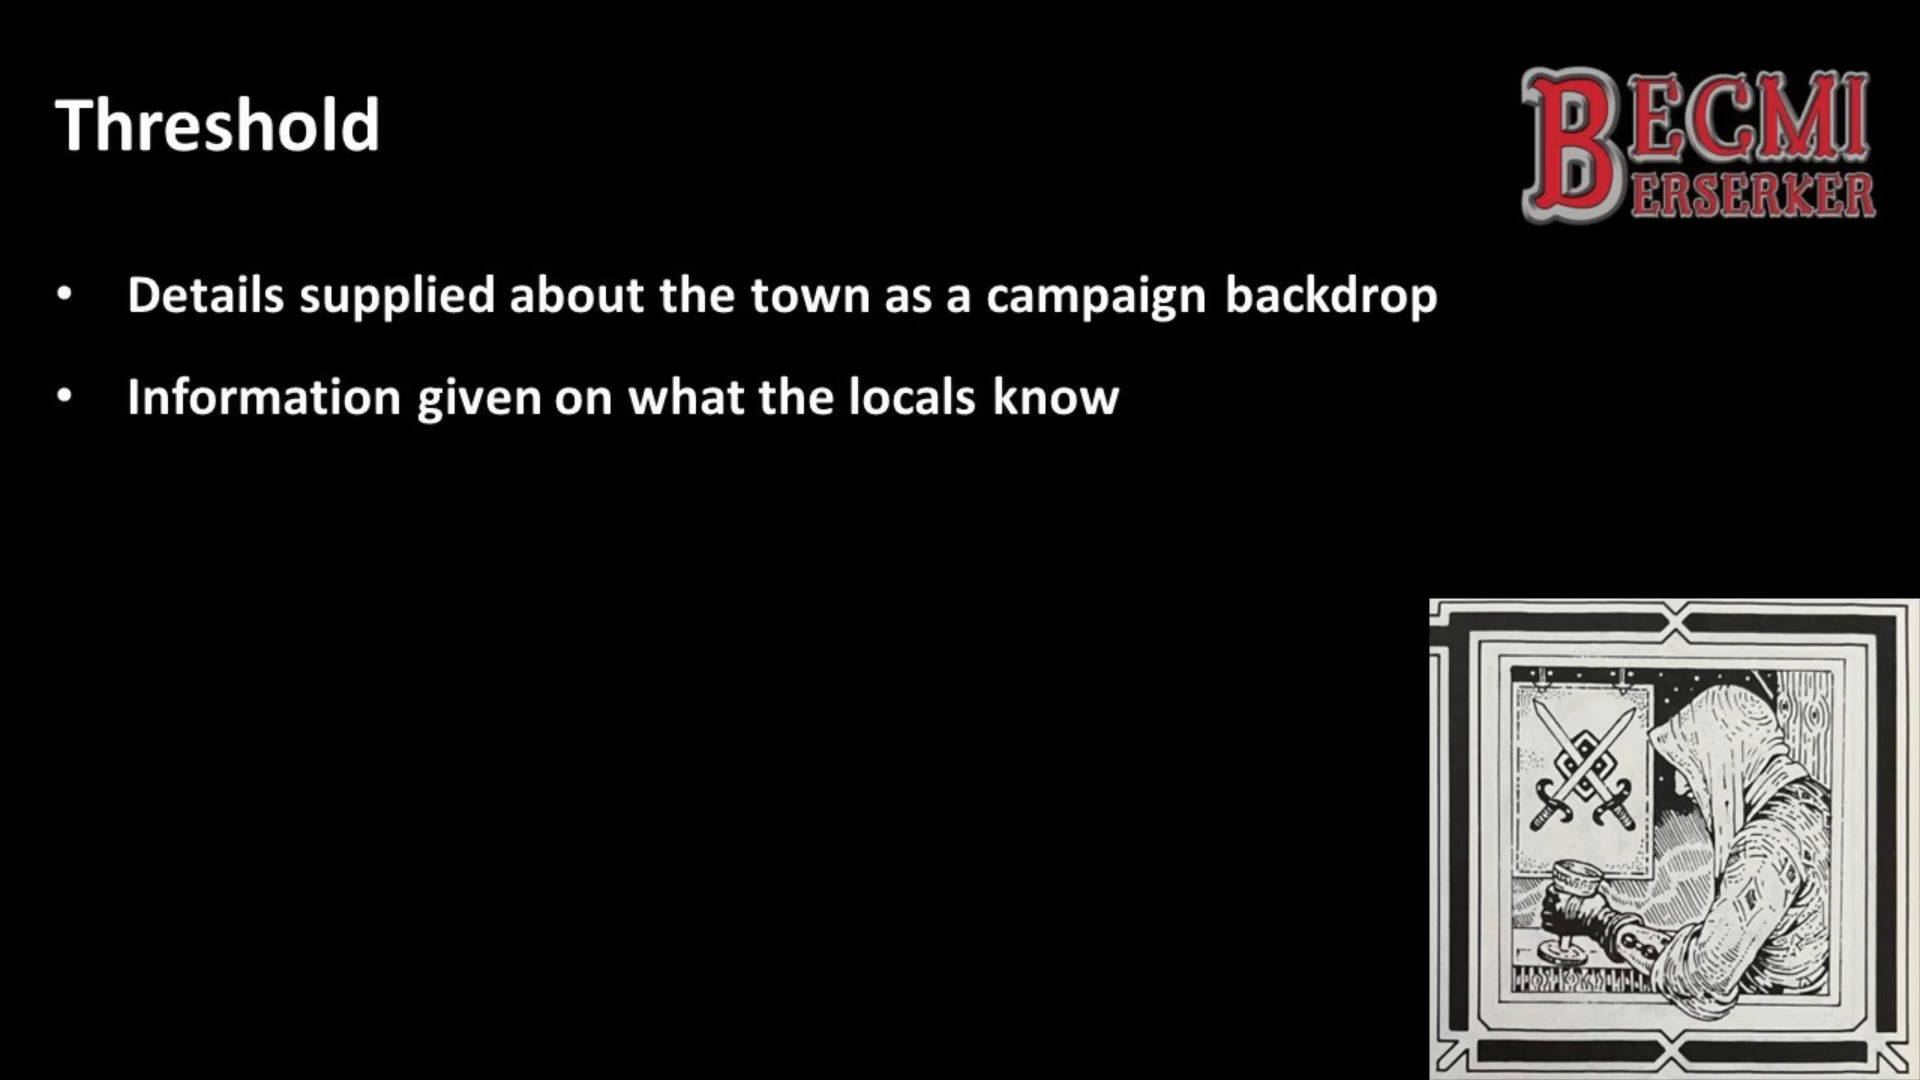 Threshold
BECMI
BERSERKER
• Details supplied about the town as a campaign backdrop
• Information given on what the locals know